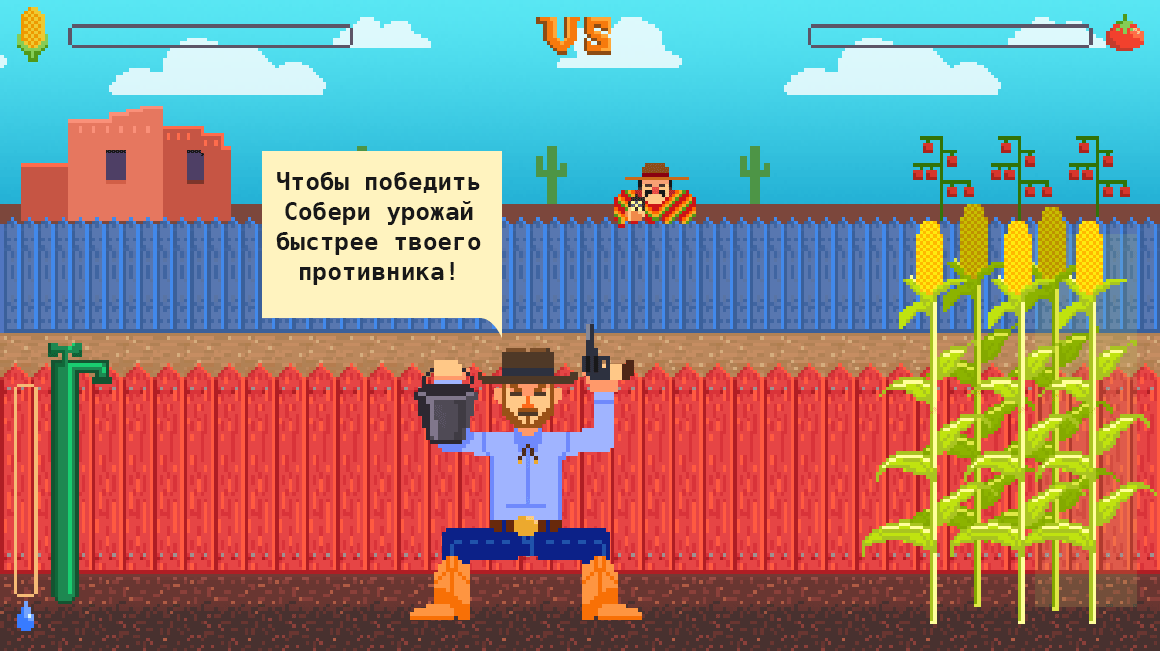 VS
Чтобы победить
Собери урожай
быстрее твоего
противника!